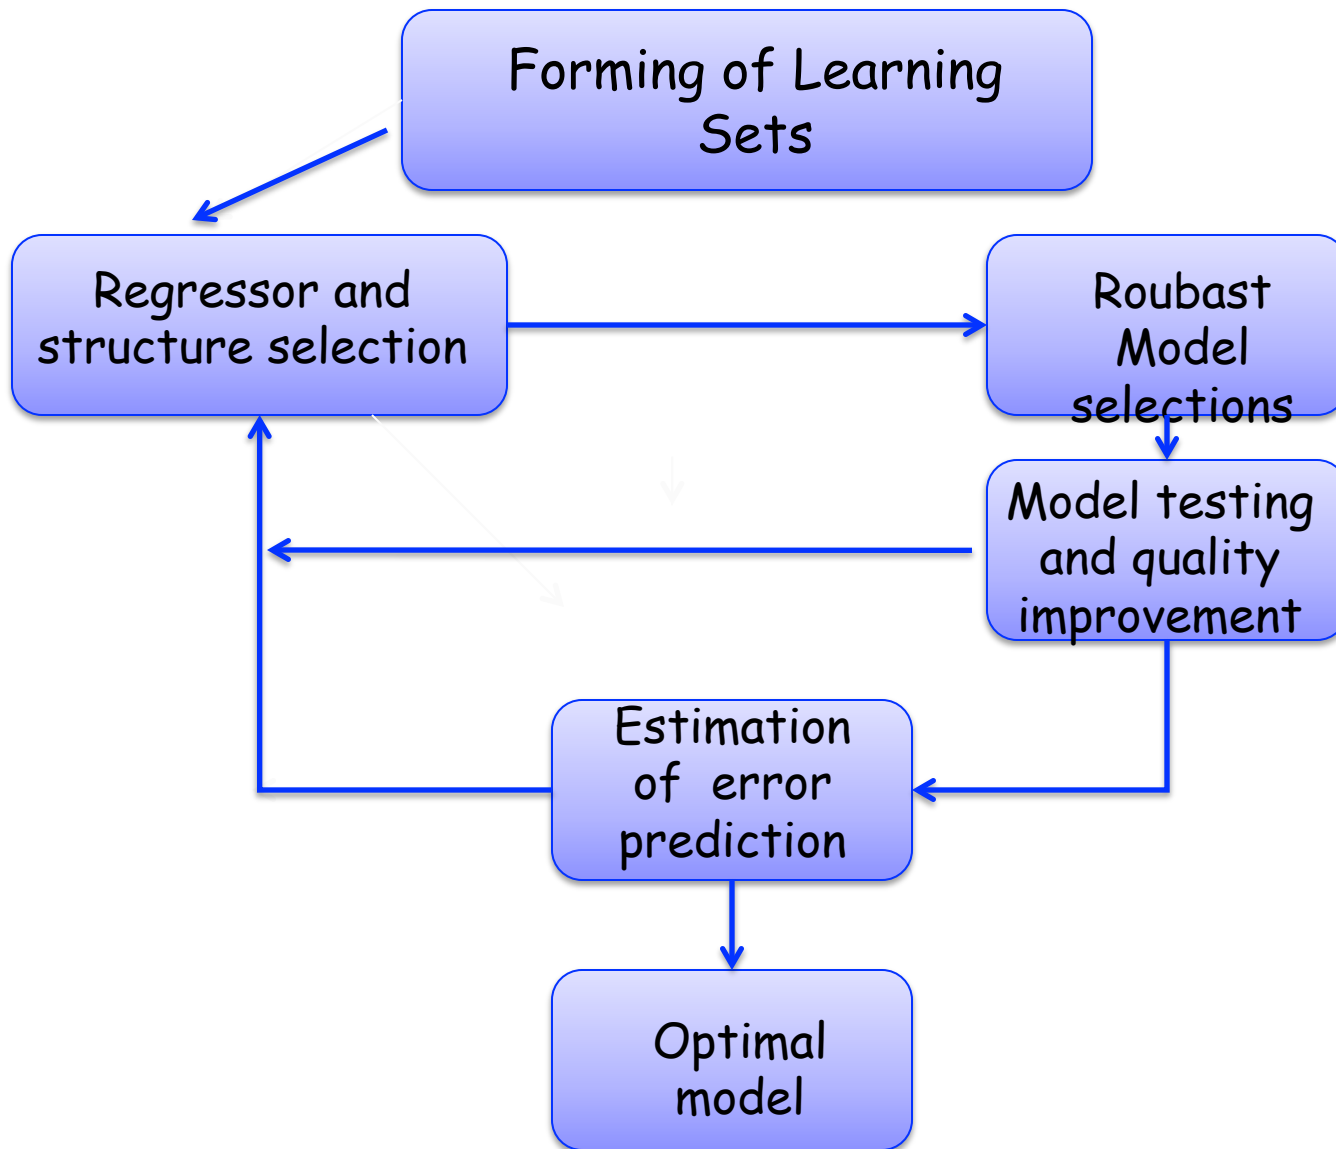 Forming of Learning
Sets
Regressor and
structure selection
Roubast
Model
selections
Model testing
and quality
improvement
Estimation
of error
prediction
Optimal
model